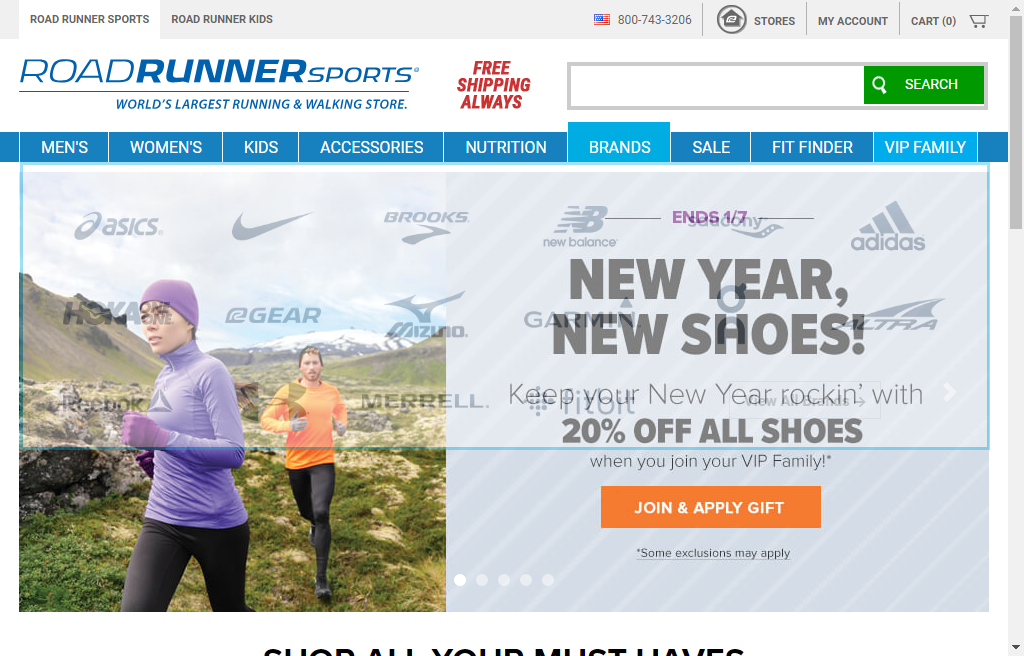 ROAD RUNNER SPORTS
ROAD RUNNER KIDS
800-743-3206
STORES
MY ACCOUNT
CART (0)
ROADRUNNERSPORTS
WORLD'S LARGEST RUNNING & WALKING STORE.
FREE
SHIPPING
ALWAYS
SEARCH
MEN'S
WOMEN'S
KIDS
ACCESSORIES
NUTRITION
BRANDS
SALE
FIT FINDER
VIP FAMILY
asics
BROOKS
new balance
ENDS 1/7
saucony
adidas
NEW YEAR,
HOKA ONE
GEAR
MIZUNO
GARMIN
ALTRA
NEW SHOES!
Keep your New Year rockin' with
Reebok
MERRELL
fitbit
View All Brands
20% OFF ALL SHOES
when you join your VIP Family!*
JOIN & APPLY GIFT
*Some exclusions may apply
SHOP ALL YOUR MUST HAVES